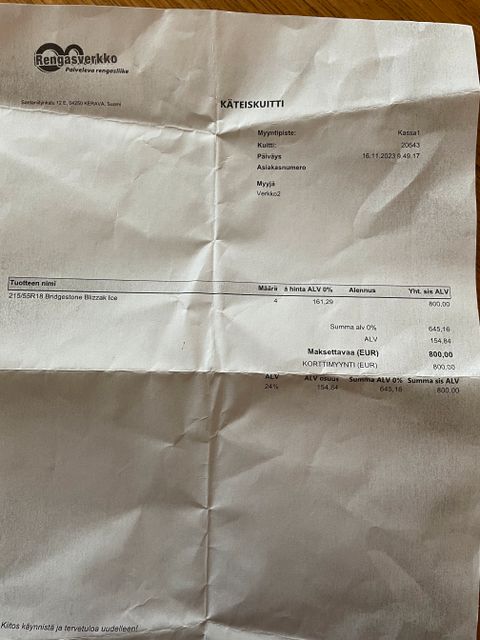 Rengasverkko
Palveleva rengasliike
Santaniitynkatu 12 E, 04250 KERAVA, Suomi
KÄTEISKUITTI
Myyntipiste: Kassa1
Kuitti: 20643
Päiväys 16.11.2023 9.49.17
Asiakasnumero
Myyjä
Verkko2
Tuotteen nimi Määrä á hinta ALV 0% Alennus Yht. sis ALV
215/55R18 Bridgestone Blizzak Ice 4 161,29 800,00
Summa alv 0% 645,16
ALV 154,84
Maksettavaa (EUR) 800,00
KORTTIMYYNTI (EUR) 800,00
ALV ALV osuus Summa ALV 0% Summa sis ALV
24% 154,84 645,16 800,00
Kiitos käynnistä ja tervetuloa uudelleen!